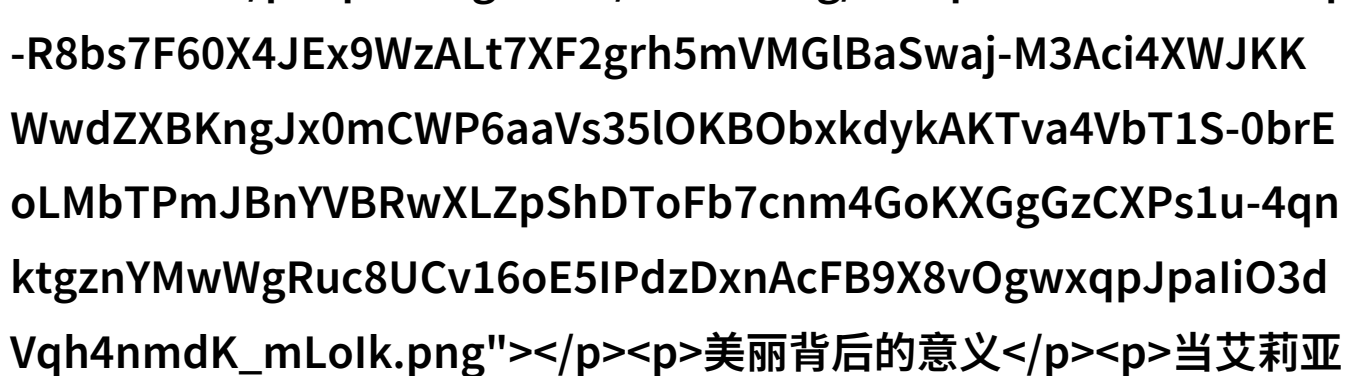 -R8bs7F60X4JEx9WzALt7XF2grh5mVMGlBaSwaj-M3Aci4XWJKK
WwdZXBKngJx0mCWP6aaVs35lOKBObxkdykAKTva4VbT1S-0brE
oLMbTPmJBnYVBRwXLZpShDToFb7cnm4GoKXGgGzCXPs1u-4qn
ktgznYMwWgRuc8UCv16oE5IPdzDxnAcFB9X8vOgwxqpJpaIiO3d
Vqh4nmdK_mLoIk.png"></p><p>美丽背后的意义</p><p>当艾莉亚